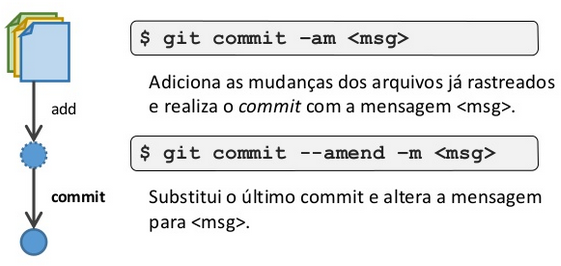 $ git commit –am <msg>
Adiciona as mudanças dos arquivos já rastreados
e realiza o commit com a mensagem <msg>.
add
$ git commit --amend –m <msg>
commit
Substitui o último commit e altera a mensagem
para <msg>.